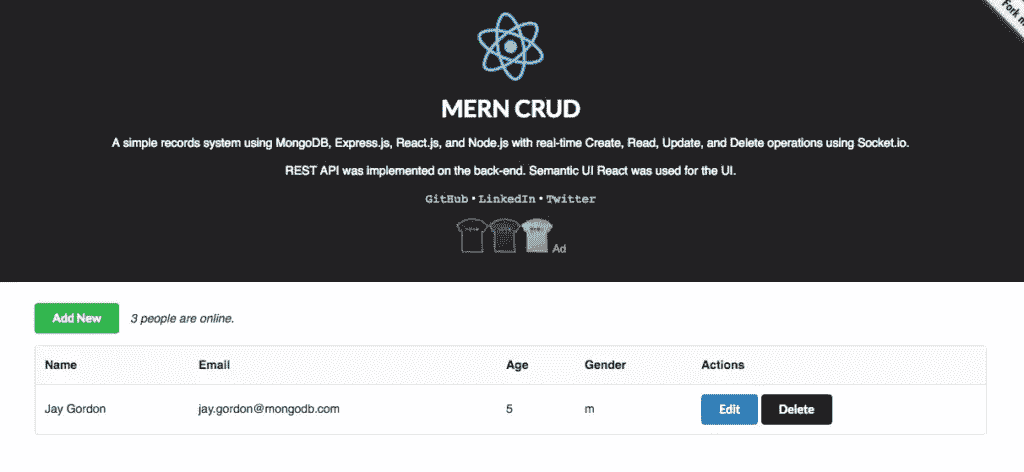 Fork m
MERN CRUD
A simple records system using MongoDB, Express.js, React.js, and Node.js with real-time Create, Read, Update, and Delete operations using Socket.io.
REST API was implemented on the back-end. Semantic UI React was used for the UI.
GitHub • LinkedIn • Twitter
Ad
Add New 3 people are online.
Name Email Age Gender Actions
Jay Gordon jay.gordon@mongodb.com 5 m Edit Delete